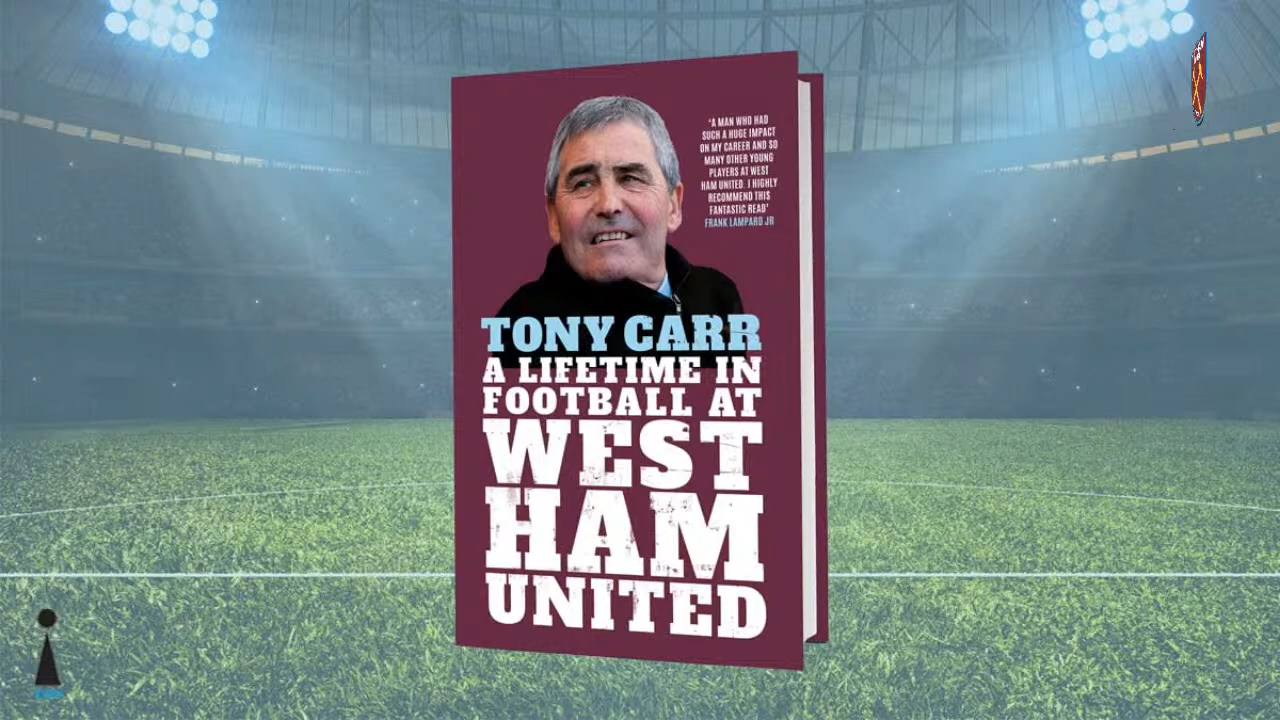 'A MAN WHO HAD
SUCH A HUGE IMPACT
ON MY CAREER AND SO
MANY OTHER YOUNG
PLAYERS AT WEST
HAM UNITED. I HIGHLY
RECOMMEND THIS
FANTASTIC READ'
FRANK LAMPARD JR
TONY CARR
A LIFETIME IN
FOOTBALL AT
WEST
HAM
UNITED